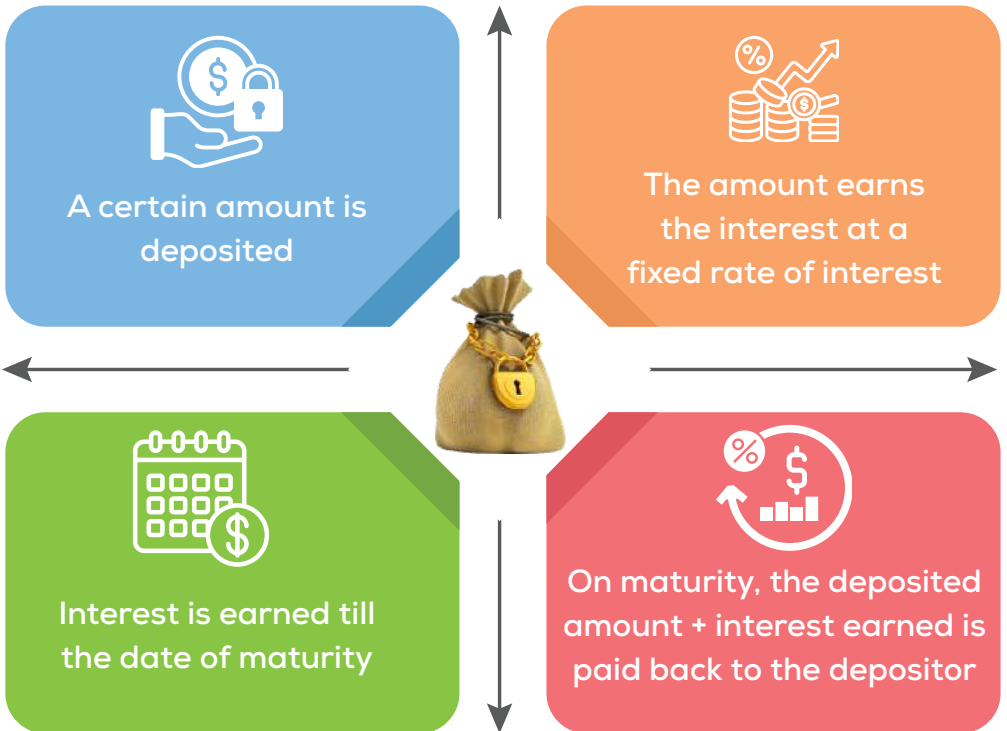 A certain amount is
deposited
The amount earns
the interest at a
fixed rate of interest
Interest is earned till
the date of maturity
On maturity, the deposited
amount + interest earned is
paid back to the depositor